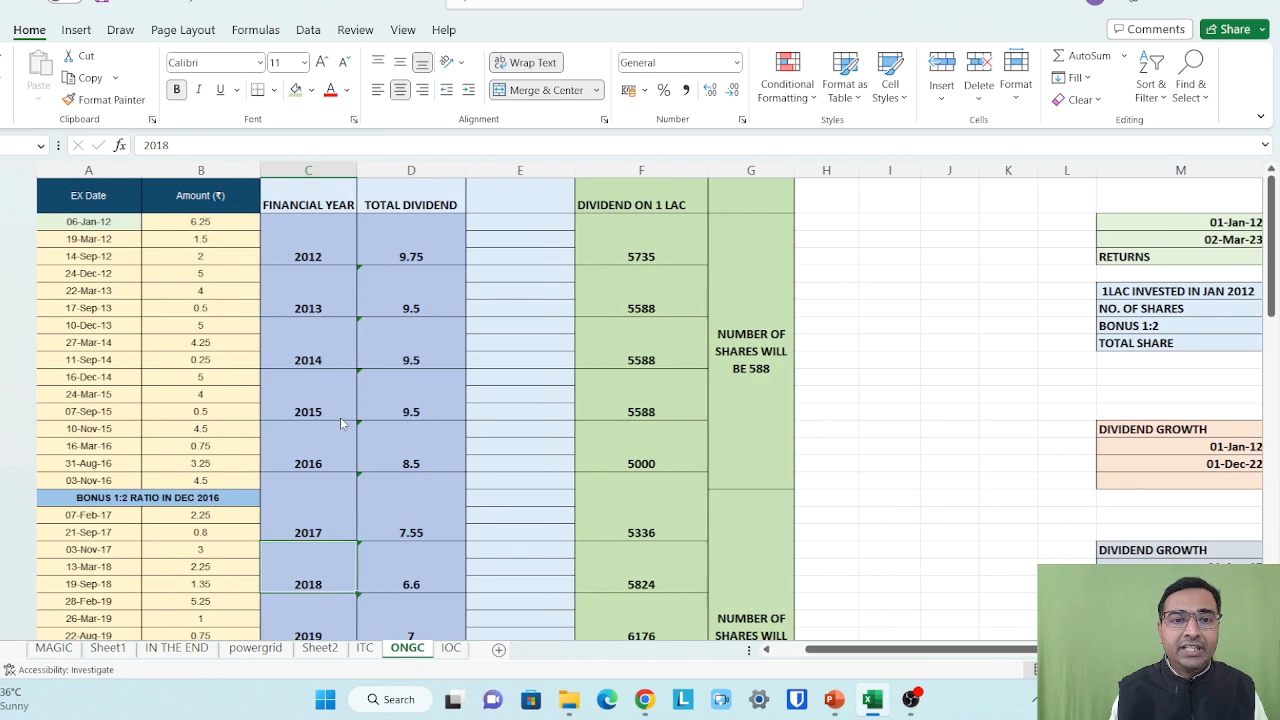 Home Insert Draw Page Layout Formulas Data Review View Help Comments Share
Paste
Cut
Copy
Format Painter
Clipboard
Calibri 11
B I U
Font
Wrap Text
Merge & Center
Alignment
General
Number
Conditional Formatting
Format as Table
Cell Styles
Styles
Insert Delete Format
Cells
AutoSum
Fill
Clear
Sort & Filter
Find & Select
Editing
fx 2018
A B C D E F G H I J K L M
EX Date Amount (₹) FINANCIAL YEAR TOTAL DIVIDEND DIVIDEND ON 1 LAC
06-Jan-12 6.25 01-Jan-12
19-Mar-12 1.5 02-Mar-23
14-Sep-12 2 2012 9.75 5735 RETURNS
24-Dec-12 5
22-Mar-13 4 1LAC INVESTED IN JAN 2012
17-Sep-13 0.5 2013 9.5 5588 NO. OF SHARES
10-Dec-13 5 BONUS 1:2
27-Mar-14 4.25 TOTAL SHARE
11-Sep-14 0.25 2014 9.5 5588
NUMBER OF SHARES WILL BE 588
16-Dec-14 5
24-Mar-15 4
07-Sep-15 0.5 2015 9.5 5588
10-Nov-15 4.5 DIVIDEND GROWTH
16-Mar-16 0.75 01-Jan-12
31-Aug-16 3.25 2016 8.5 5000 01-Dec-22
03-Nov-16 4.5
BONUS 1:2 RATIO IN DEC 2016
07-Feb-17 2.25
21-Sep-17 0.8 2017 7.55 5336
03-Nov-17 3 DIVIDEND GROWTH
13-Mar-18 2.25
19-Sep-18 1.35 2018 6.6 5824
28-Feb-19 5.25
26-Mar-19 1 NUMBER OF
22-Aug-19 0.75 2019 7 6176 SHARES WILL
MAGIC Sheet1 IN THE END powergrid Sheet2 ITC ONGC IOC
Accessibility: Investigate
36°C
Sunny
Search